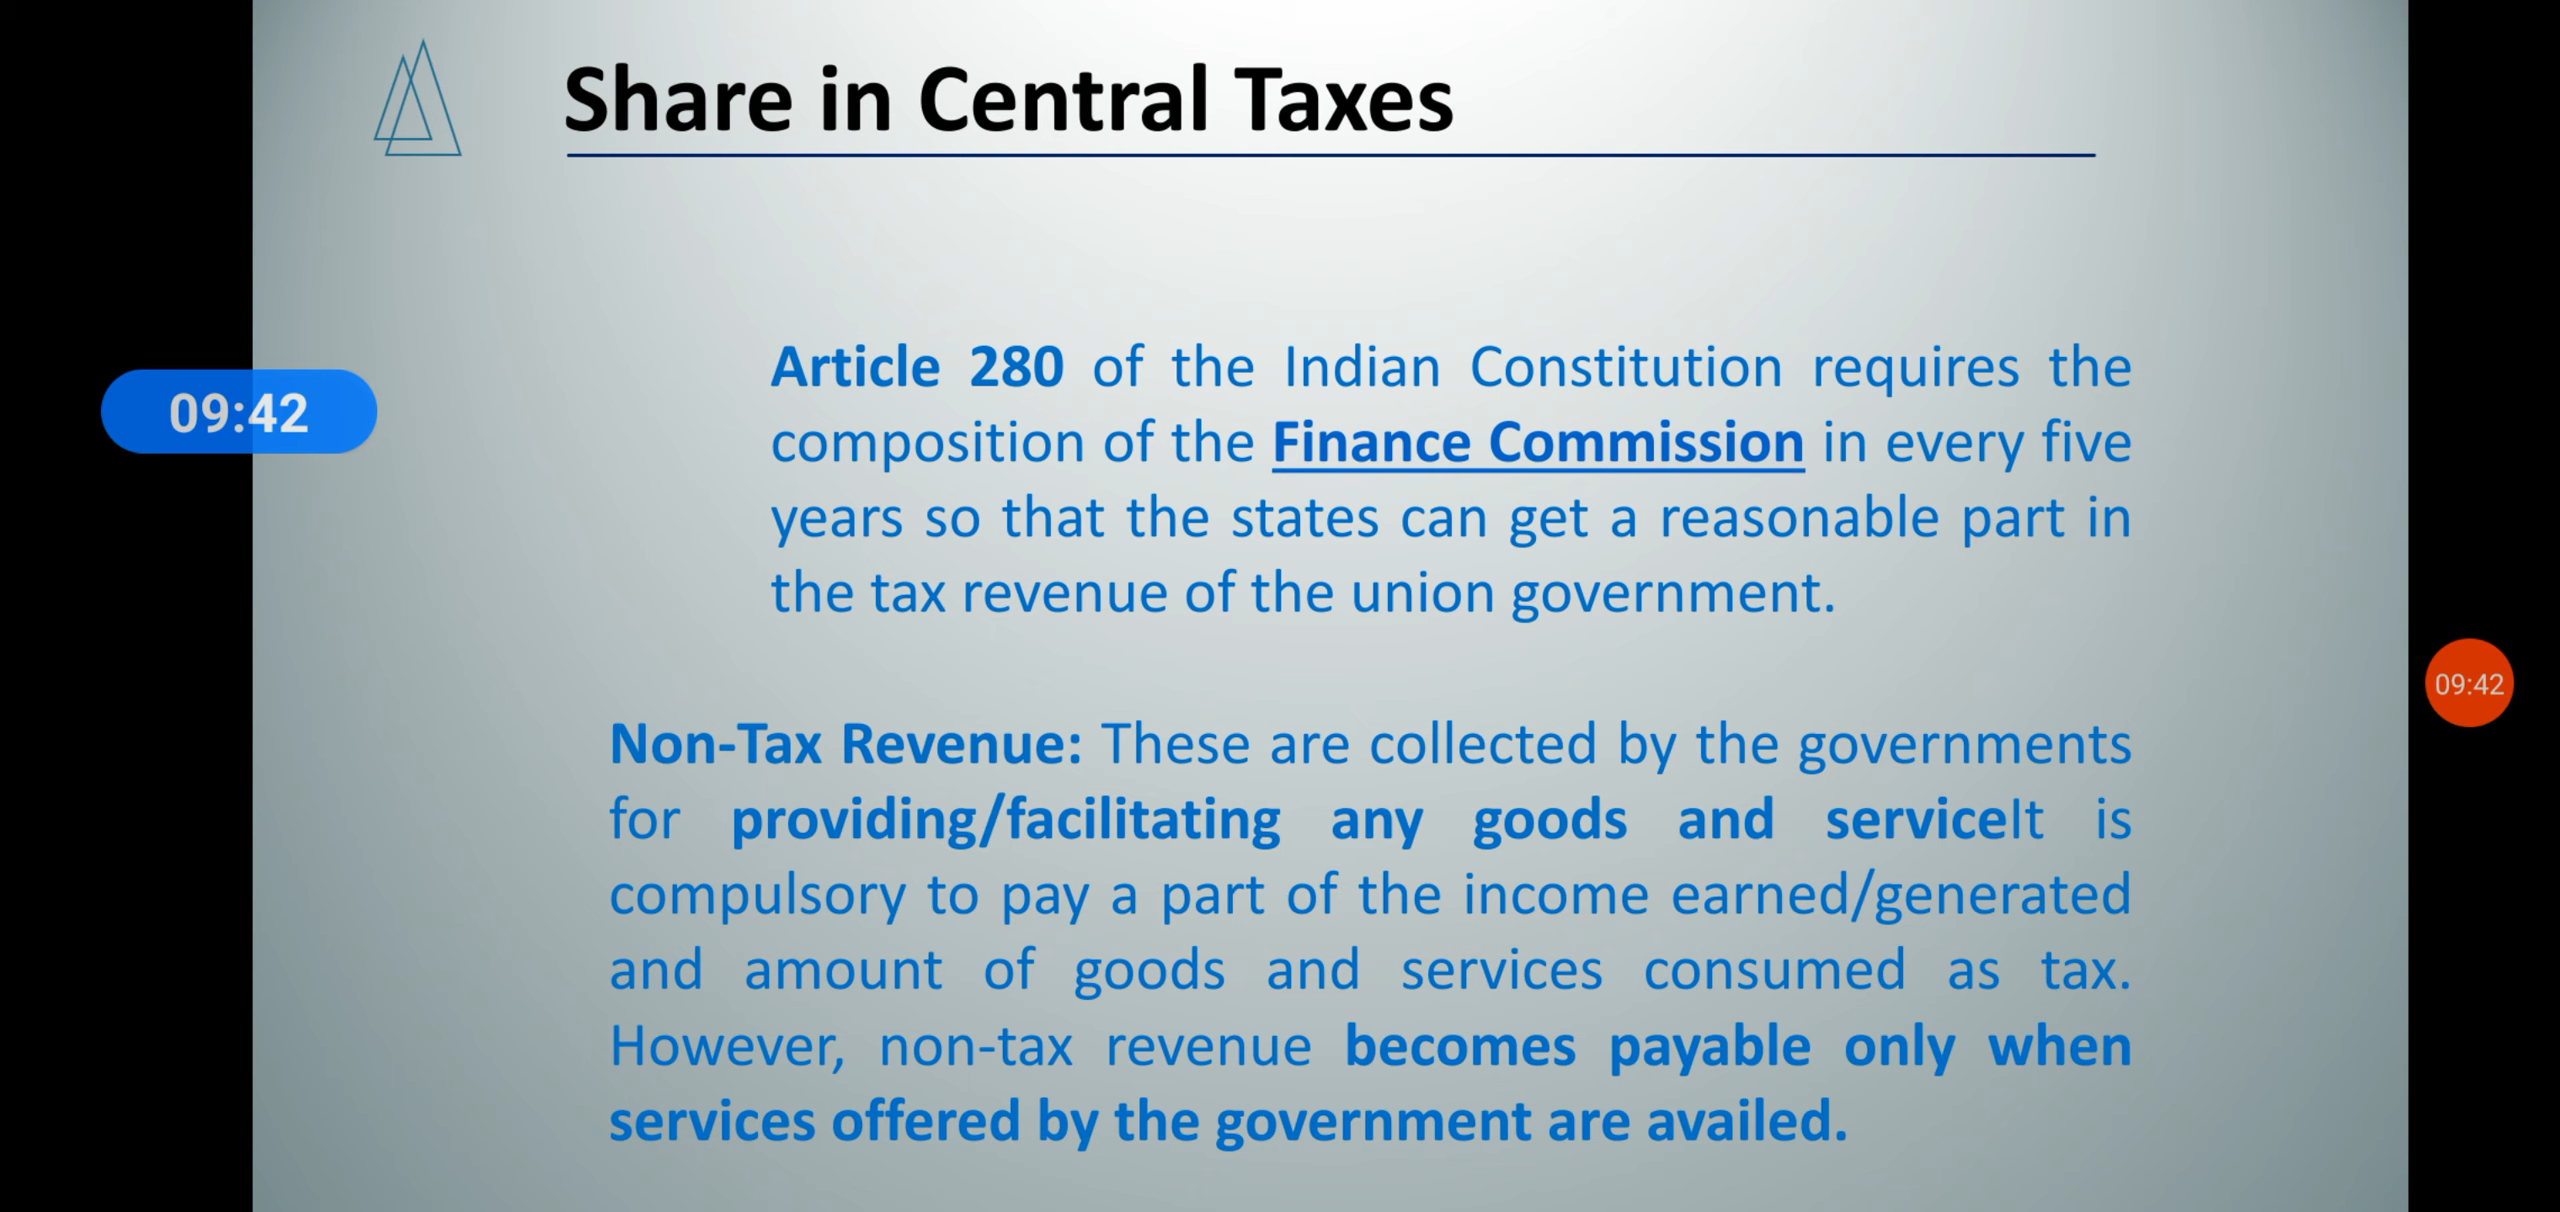 Share in Central Taxes
09:42
Article 280 of the Indian Constitution requires the
composition of the Finance Commission in every five
years so that the states can get a reasonable part in
the tax revenue of the union government.
09:42
Non-Tax Revenue: These are collected by the governments
for providing/facilitating any goods and serviceIt is
compulsory to pay a part of the income earned/generated
and amount of goods and services consumed as tax.
However, non-tax revenue becomes payable only when
services offered by the government are availed.